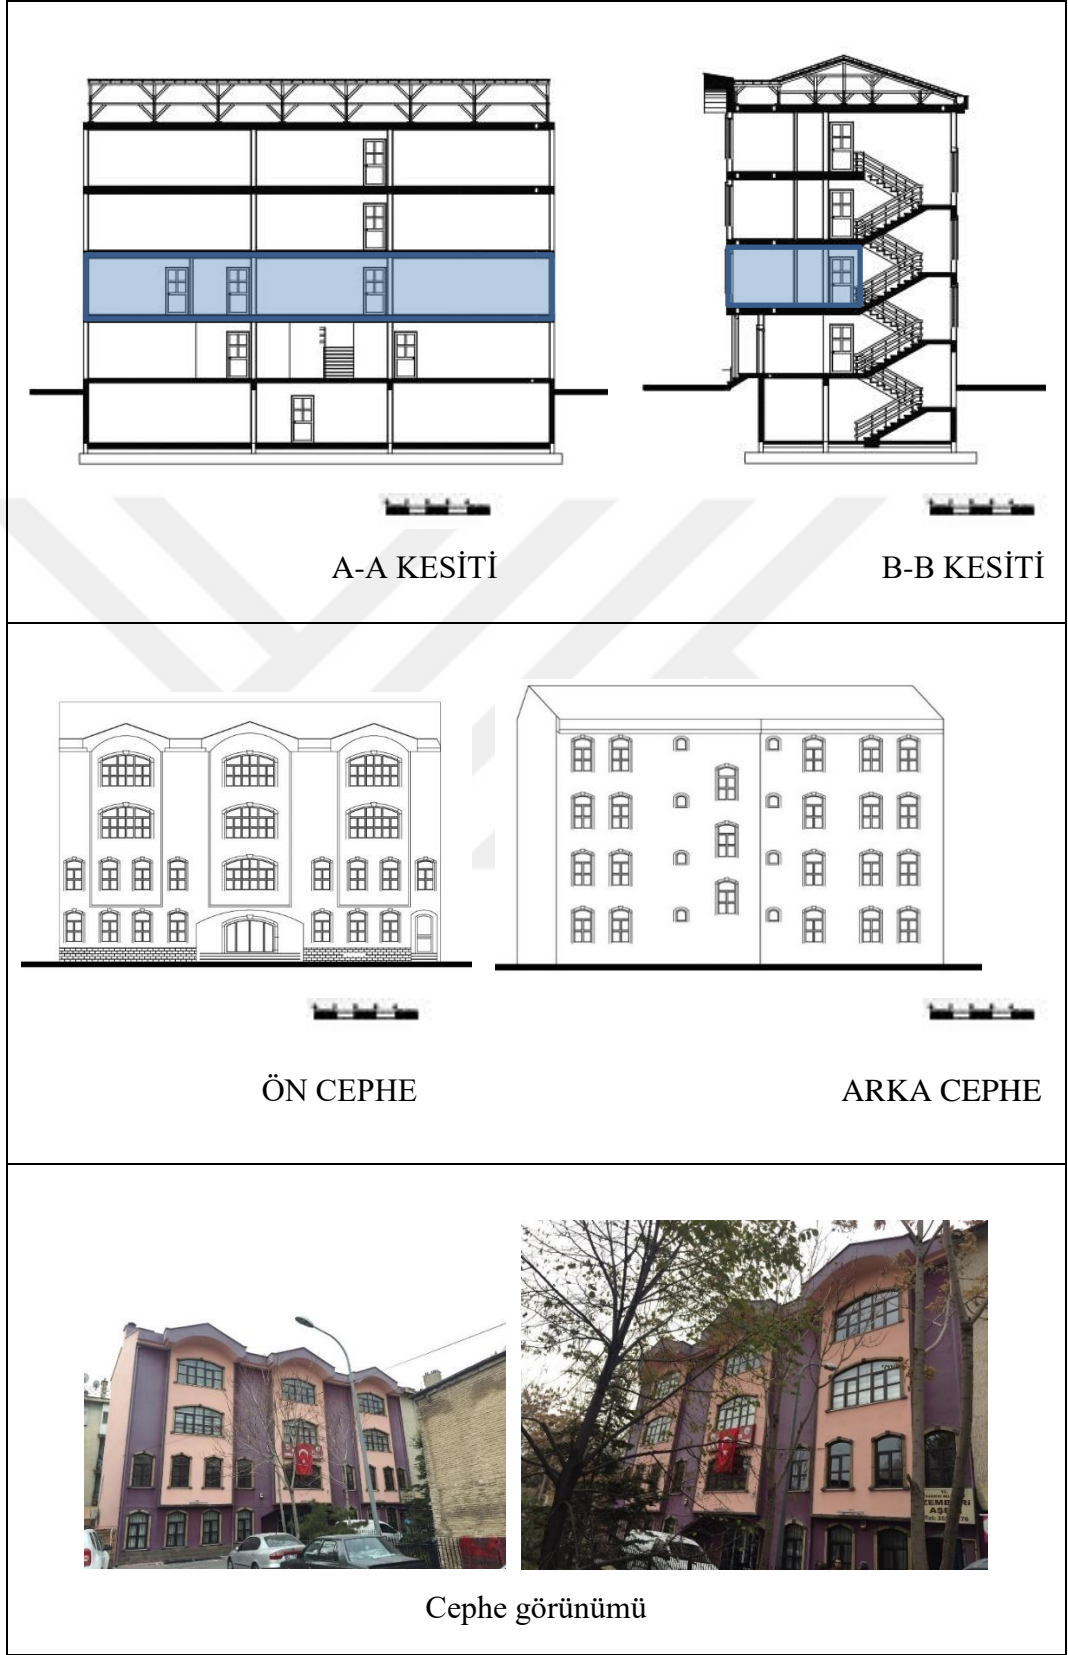 A-A KESİTİ
B-B KESİTİ
ÖN CEPHE
ARKA CEPHE
Cephe görünümü